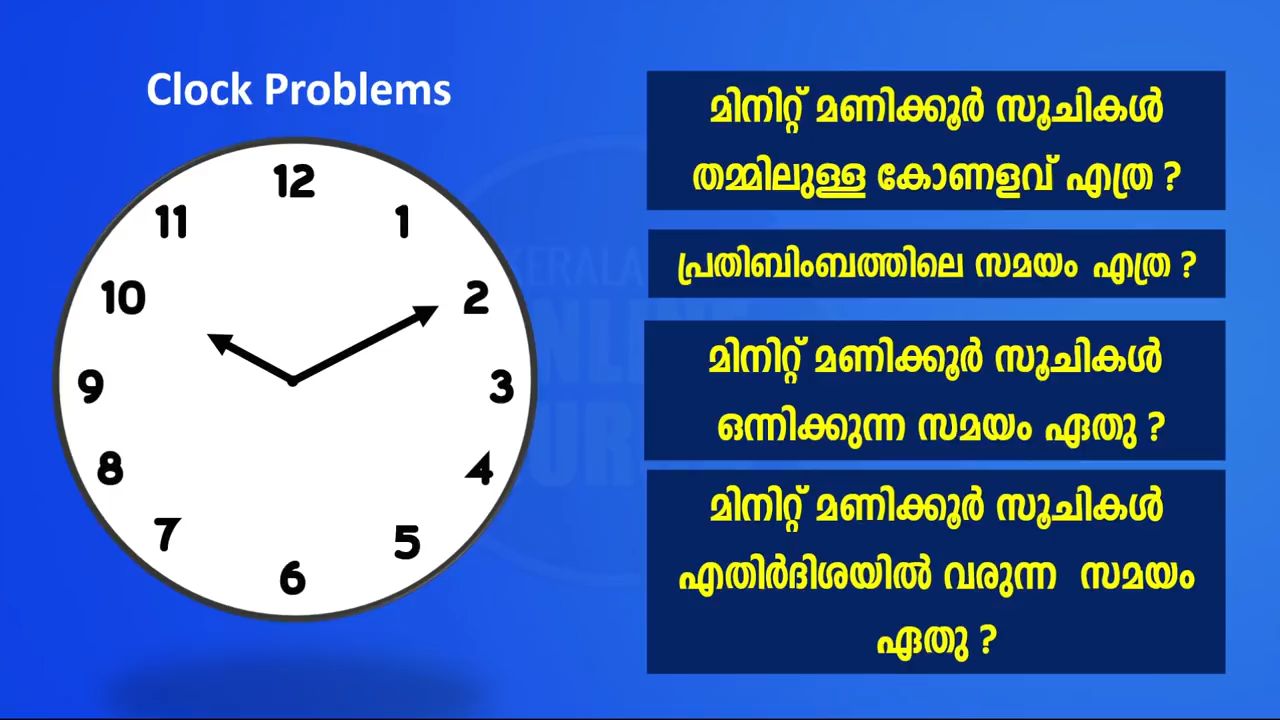 Clock Problems
12
11
1
10
2
9
3
8
4
7
5
6
മിനിറ്റ് മണിക്കൂർ സൂചികൾ
തമ്മിലുള്ള കോണളവ് എത്ര ?
പ്രതിബിംബത്തിലെ സമയം എത്ര ?
മിനിറ്റ് മണിക്കൂർ സൂചികൾ
ഒന്നിക്കുന്ന സമയം ഏതു ?
മിനിറ്റ് മണിക്കൂർ സൂചികൾ
എതിർദിശയിൽ വരുന്ന സമയം
ഏതു ?
KERALA